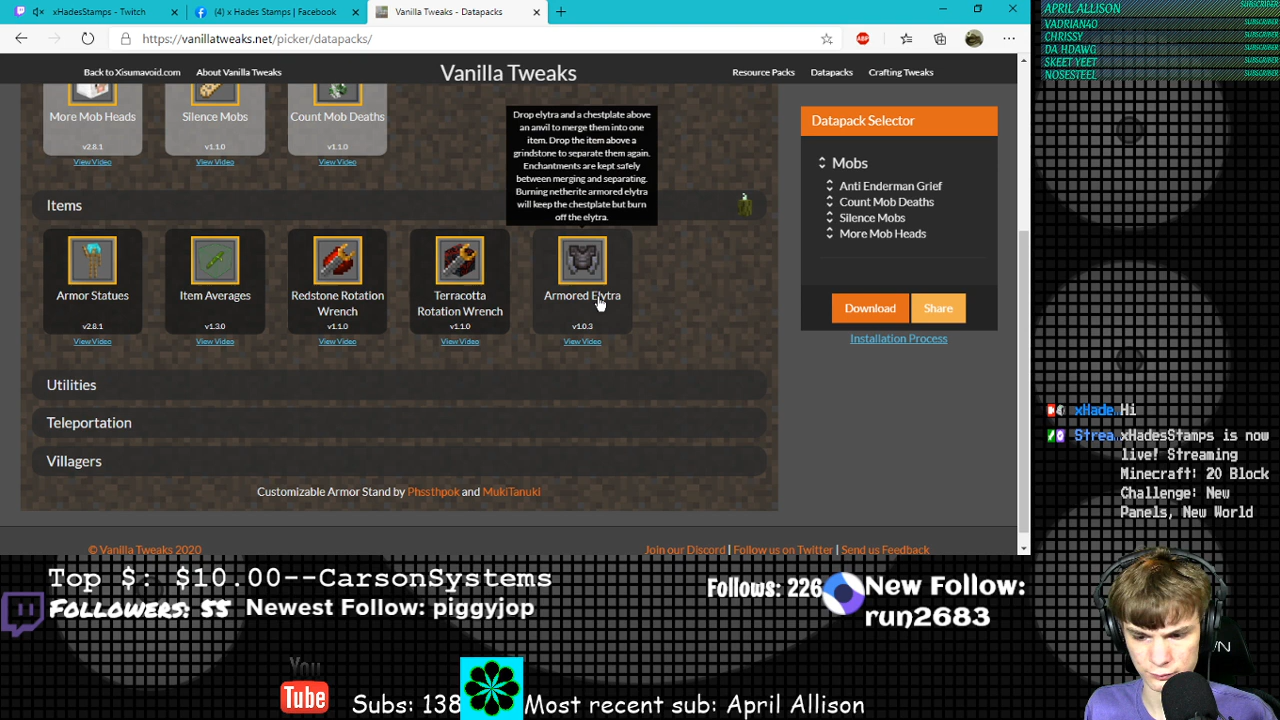 xHadesStamps - Twitch
(4) x Hades Stamps | Facebook
Vanilla Tweaks - Datapacks
https://vanillatweaks.net/picker/datapacks/
ABP
Back to Xisumavoid.com
About Vanilla Tweaks
Vanilla Tweaks
Resource Packs
Datapacks
Crafting Tweaks
More Mob Heads
v2.8.1
View Video
Silence Mobs
v1.1.0
View Video
Count Mob Deaths
v1.1.0
View Video
Drop elytra and a chestplate above
an anvil to merge them into one
item. Drop the item above a
grindstone to separate them again.
Enchantments are kept safely
between merging and separating.
Burning netherite armored elytra
will keep the chestplate but burn
off the elytra.
Items
Armor Statues
v2.8.1
View Video
Item Averages
v1.3.0
View Video
Redstone Rotation
Wrench
v1.1.0
View Video
Terracotta
Rotation Wrench
v1.1.0
View Video
Armored Elytra
v1.0.3
View Video
Utilities
Teleportation
Villagers
Customizable Armor Stand by Phssthpok and MukiTanuki
© Vanilla Tweaks 2020
Join our Discord | Follow us on Twitter | Send us Feedback
Datapack Selector
Mobs
Anti Enderman Grief
Count Mob Deaths
Silence Mobs
More Mob Heads
Download
Share
Installation Process
APRIL ALLISON SUBSCRIBER
VADRIAN40 SUBSCRIBER
CHRISSY SUBSCRIBER
DA HDAWG SUBSCRIBER
SKEET YEET SUBSCRIBER
NOSESTEEL SUBSCRIBER
xHade Hi
Strea xHadesStamps is now
live! Streaming
Minecraft: 20 Block
Challenge: New
Panels, New World
Top $: $10.00--CarsonSystems
Followers: 55
Newest Follow: piggyjop
Follows: 226
New Follow:
run2683
You
Tube
Subs: 138
Most recent sub: April Allison